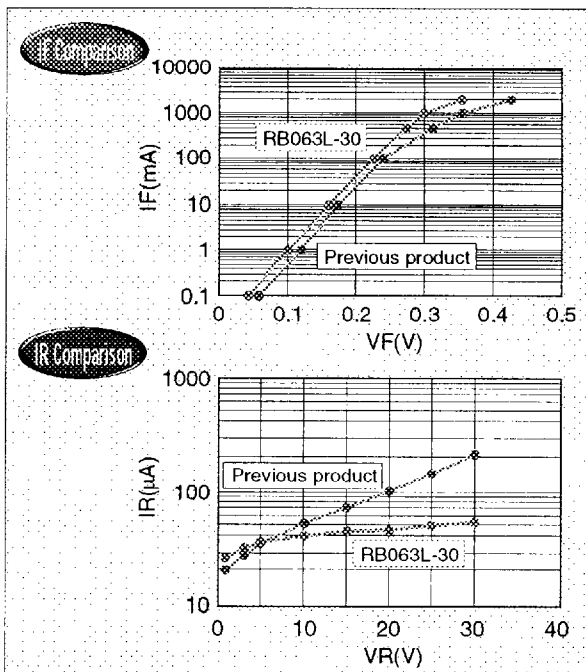 IF Comparison
10000
1000
100
10
1
0.1
IF(mA)
RB063L-30
Previous product
0
0.1
0.2
0.3
0.4
0.5
VF(V)
IR Comparison
1000
100
10
IR(µA)
Previous product
RB063L-30
0
10
20
30
40
VR(V)